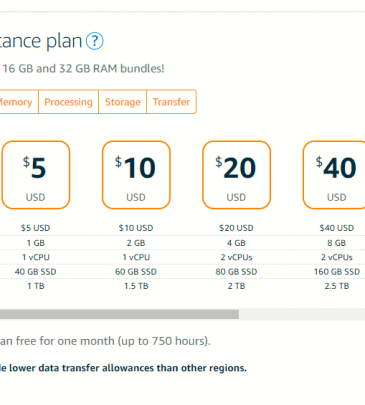 plan ?
16 GB and 32 GB RAM bundles!
Memory Processing Storage Transfer
$5 $10 $20 $40
USD USD USD USD
$5 USD $10 USD $20 USD $40 USD
1 GB 2 GB 4 GB 8 GB
1 vCPU 1 vCPU 2 vCPUs 2 vCPUs
40 GB SSD 60 GB SSD 80 GB SSD 160 GB SSD
1 TB 1.5 TB 2 TB 2.5 TB
an free for one month (up to 750 hours).
lower data transfer allowances than other regions.